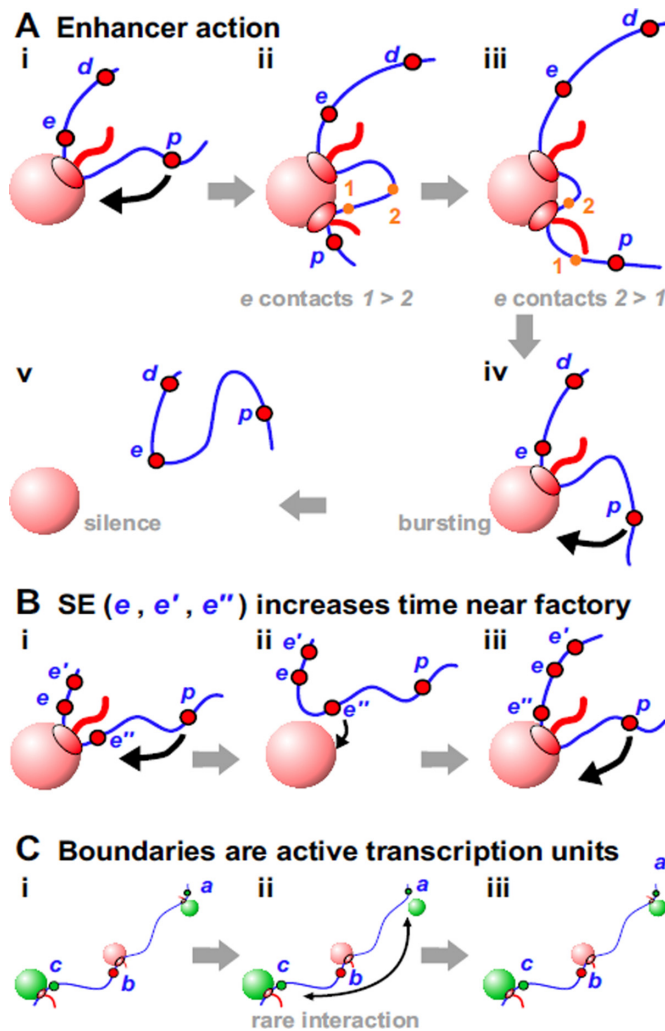 A Enhancer action
i ii iii
d d d
e e e
p 1 2 p 2 1 p
e contacts 1 > 2 e contacts 2 > 1
v iv
d d
e p e p
silence bursting
B SE (e , e′ , e″) increases time near factory
i ii iii
e′ e e″ p e′ e e″ p e′ e e″ p
C Boundaries are active transcription units
i ii iii
a a a
c b c b c b
rare interaction